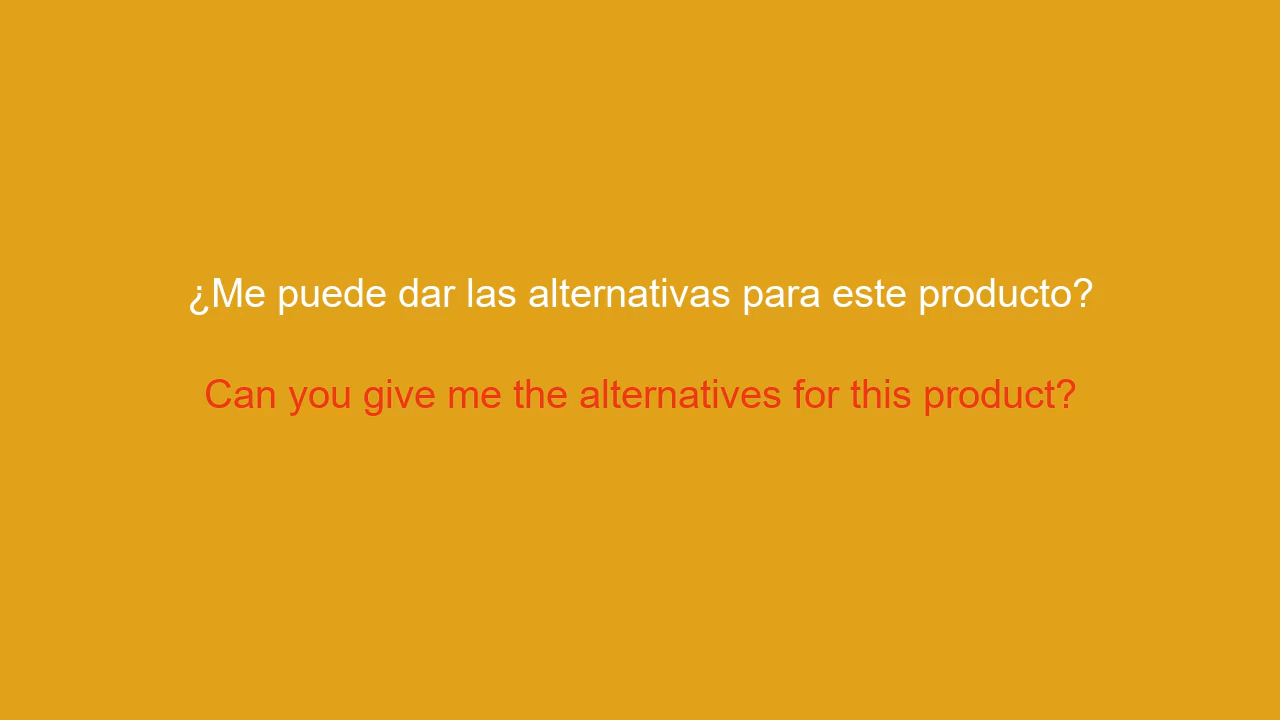 ¿Me puede dar las alternativas para este producto?
Can you give me the alternatives for this product?